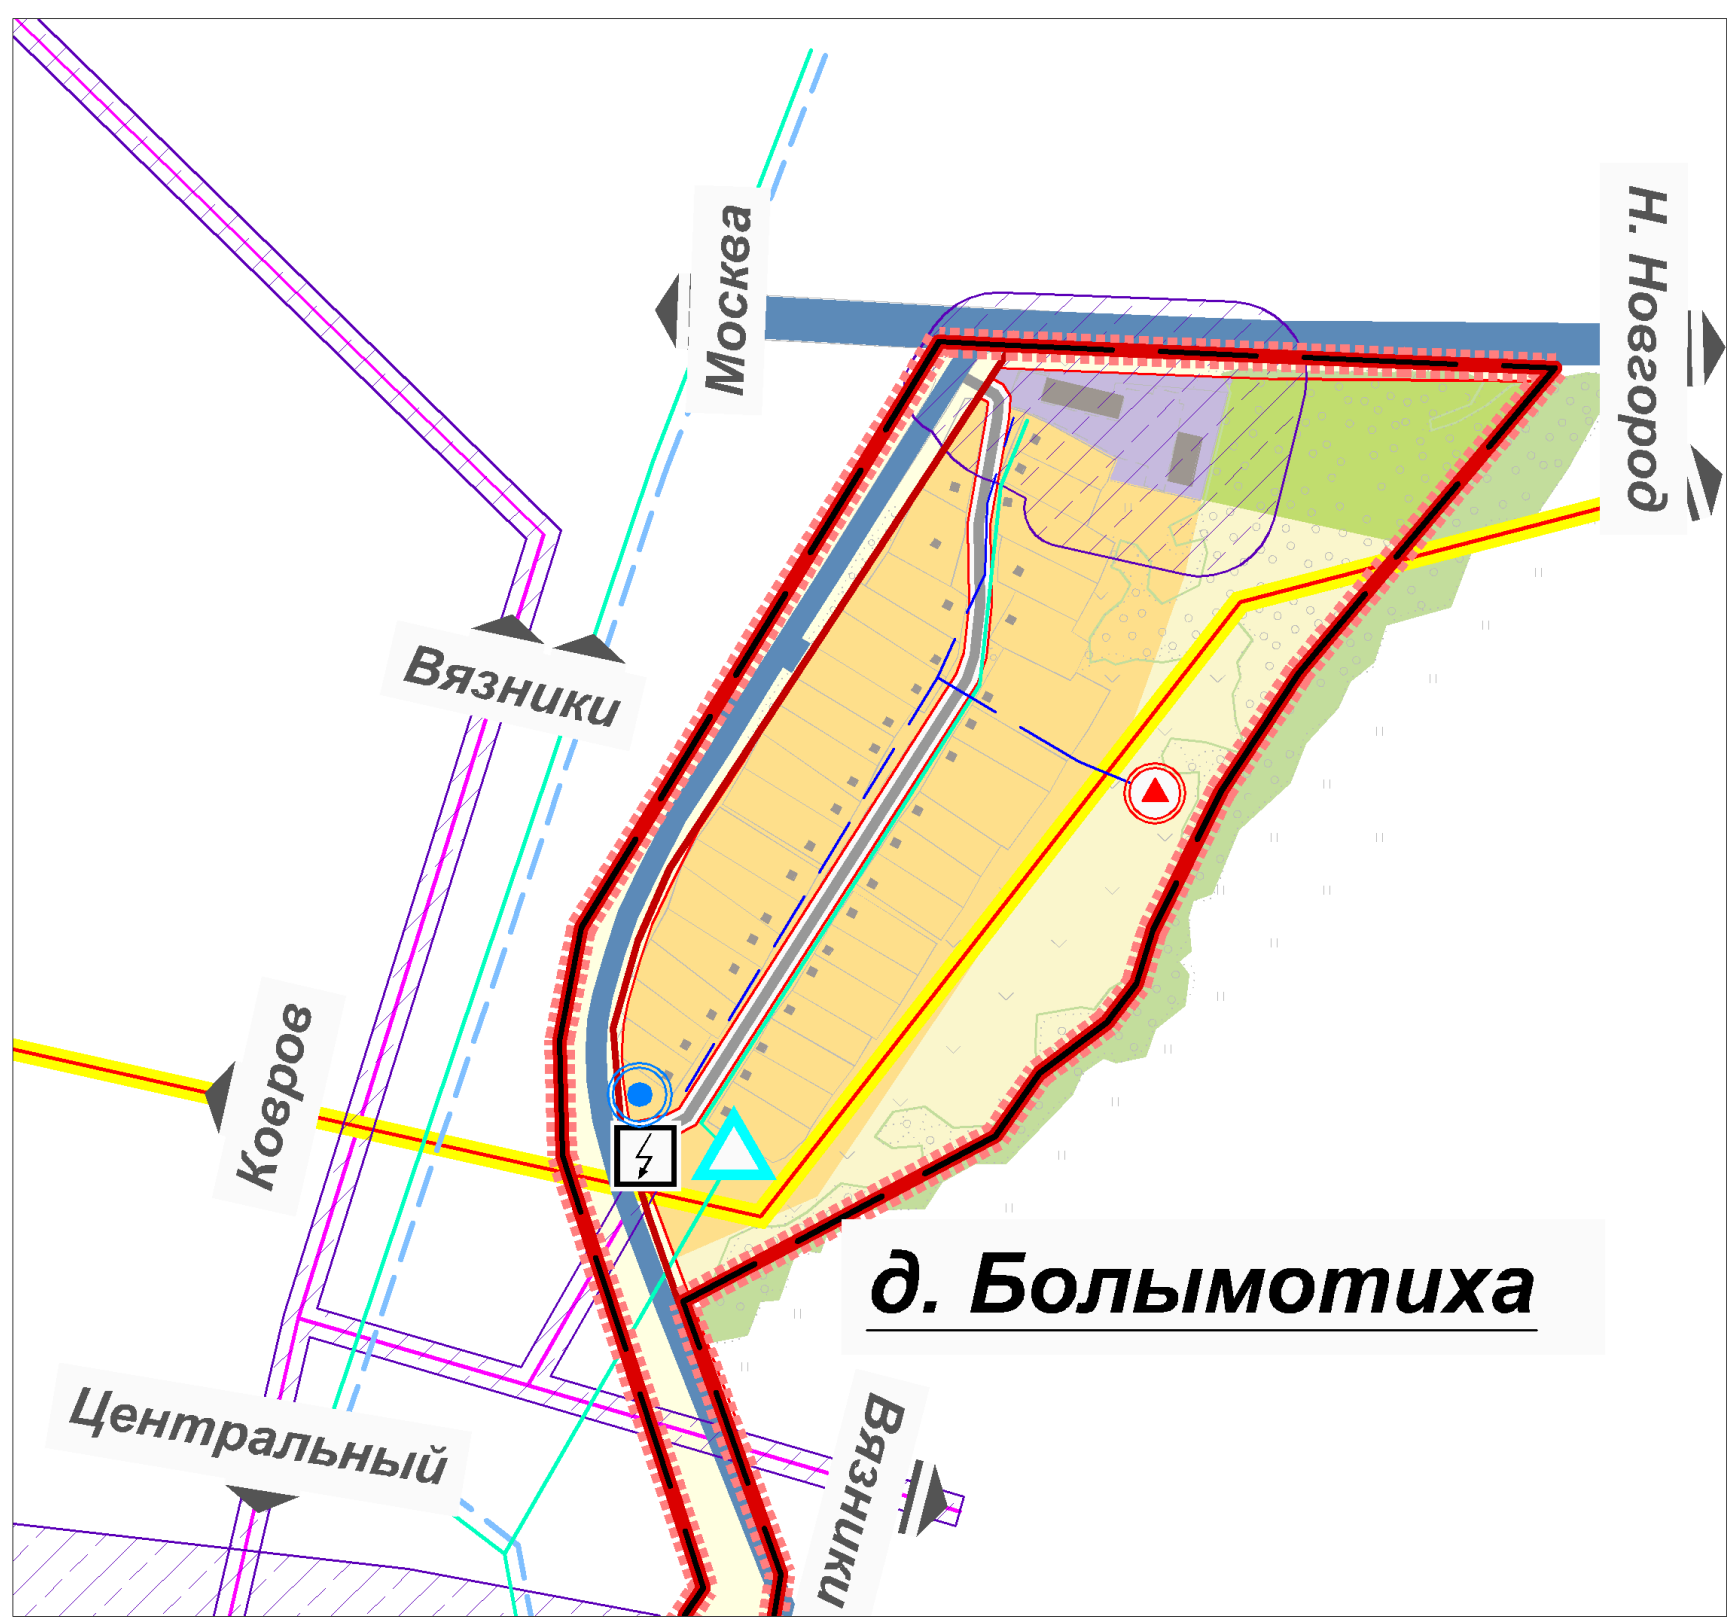 Москва
Н. Новгород
Вязники
Ковров
д. Болымотиха
Центральный
Вязники